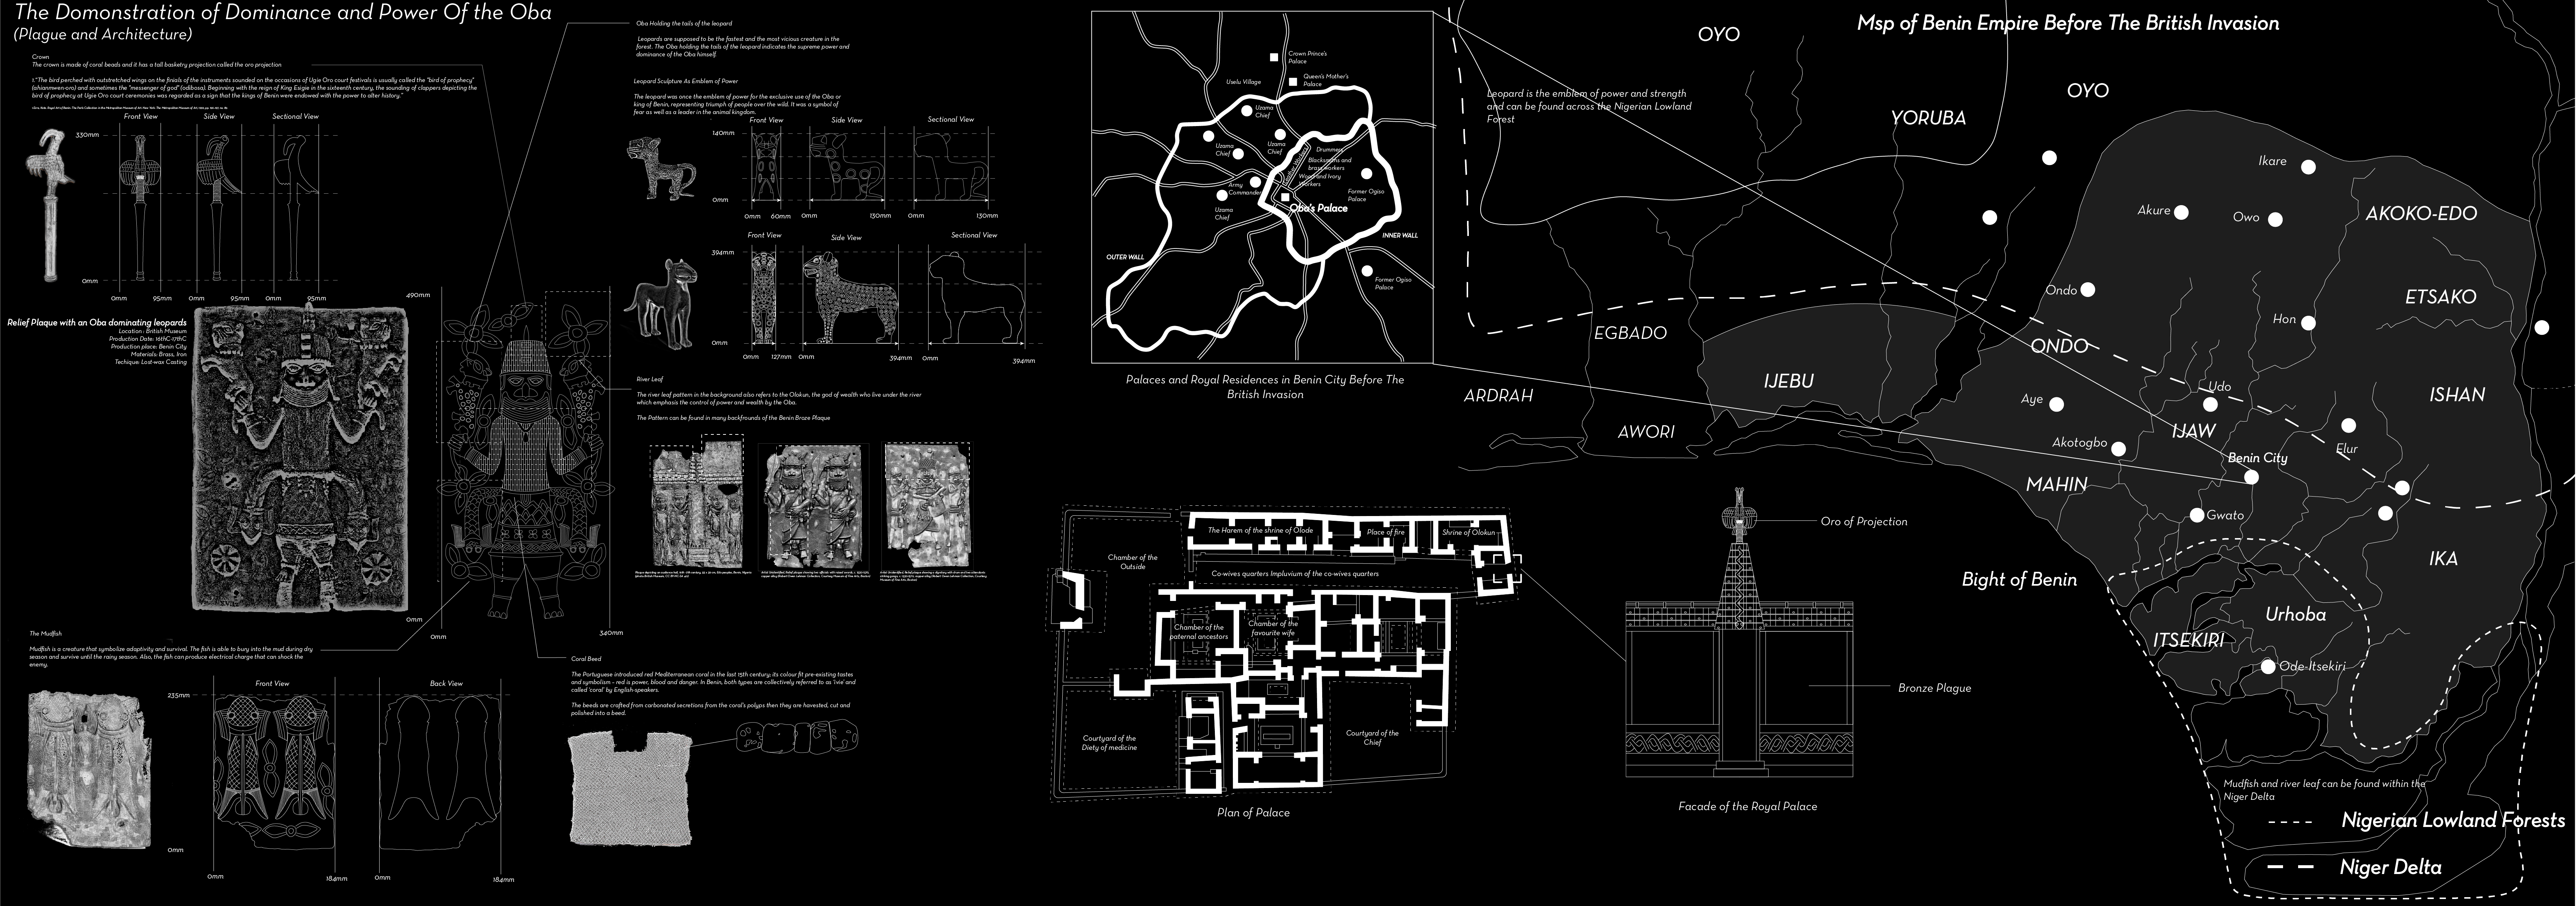 The Domonstration of Dominance and Power Of the Oba
(Plague and Architecture)
Crown
The crown is made of coral beads and it has a tall basketry projection called the oro projection
1."The bird perched with outstretched wings on the finials of the instruments sounded on the occasions of Ugie Oro court festivals is usually called the "bird of prophecy"
(ahianmwen-oro) and sometimes the "messenger of god" (odibosa). Beginning with the reign of King Esigie in the sixteenth century, the sounding of clappers depicting the
bird of prophecy at Ugie Oro court ceremonies was regarded as a sign that the kings of Benin were endowed with the power to alter history."
Front View
Side View
Sectional View
330mm
0mm
0mm
95mm
0mm
95mm
0mm
95mm
Relief Plaque with an Oba dominating leopards
Location : British Museum
Production Date: 16thC-17thC
Production place: Benin City
Materials: Brass, Iron
Techique: Lost-wax Casting
490mm
0mm
0mm
340mm
The Mudfish
Mudfish is a creature that symbolize adaptivity and survival. The fish is able to bury into the mud during dry
season and survive until the rainy season. Also, the fish can produce electrical charge that can shock the
enemy.
Front View
Back View
235mm
0mm
0mm
184mm
0mm
184mm
Oba Holding the tails of the leopard
Leopards are supposed to be the fastest and the most vicious creature in the
forest. The Oba holding the tails of the leopard indicates the supreme power and
dominance of the Oba himself.
Leopard Sculpture As Emblem of Power
The leopard was once the emblem of power for the exclusive use of the Oba or
king of Benin, representing triumph of people over the wild. It was a symbol of
fear as well as a leader in the animal kingdom.
Front View
Side View
Sectional View
140mm
0mm
0mm
60mm
0mm
130mm
0mm
130mm
Front View
Side View
Sectional View
394mm
0mm
0mm
127mm
0mm
394mm
0mm
394mm
River Leaf
The river leaf pattern in the background also refers to the Olokun, the god of wealth who live under the river
which emphasis the control of power and wealth by the Oba.
The Pattern can be found in many backfrounds of the Benin Braze Plaque
Coral Beed
The Portuguese introduced red Mediterranean coral in the last 15th century; its colour fit pre-existing tastes
and symbolism – red is power, blood and danger. In Benin, both types are collectively referred to as 'ivie' and
called 'coral' by English-speakers.
The beeds are crafted from carbonated secretions from the coral's polyps then they are harvested, cut and
polished into a beed.
Crown Prince's
Palace
Queen's Mother's
Palace
Uselu Village
Uzama
Chief
Uzama
Chief
Uzama
Chief
Drummers
Blacksmiths and
brass workers
Wood and Ivory
Workers
Army
Commander
Uzama
Chief
Former Ogiso
Palace
Oba's Palace
INNER WALL
OUTER WALL
Former Ogiso
Palace
Palaces and Royal Residences in Benin City Before The
British Invasion
The Harem of the shrine of Olode
Place of fire
Shrine of Olokun
Chamber of the
Outside
Co-wives quarters Impluvium of the co-wives quarters
Chamber of the
paternal ancestors
Chamber of the
favourite wife
Courtyard of the
Diety of medicine
Courtyard of the
Chief
Plan of Palace
Oro of Projection
Bronze Plague
Facade of the Royal Palace
Msp of Benin Empire Before The British Invasion
Leopard is the emblem of power and strength
and can be found across the Nigerian Lowland
Forest
OYO
OYO
YORUBA
Ikare
Akure
Owo
AKOKO-EDO
Ondo
ETSAKO
Hon
EGBADO
ONDO
IJEBU
Udo
ISHAN
ARDRAH
Aye
AWORI
IJAW
Akotogbo
Elur
Benin City
MAHIN
Gwato
IKA
Bight of Benin
Urhoba
ITSEKIRI
Ode-Itsekiri
Mudfish and river leaf can be found within the
Niger Delta
Nigerian Lowland Forests
Niger Delta